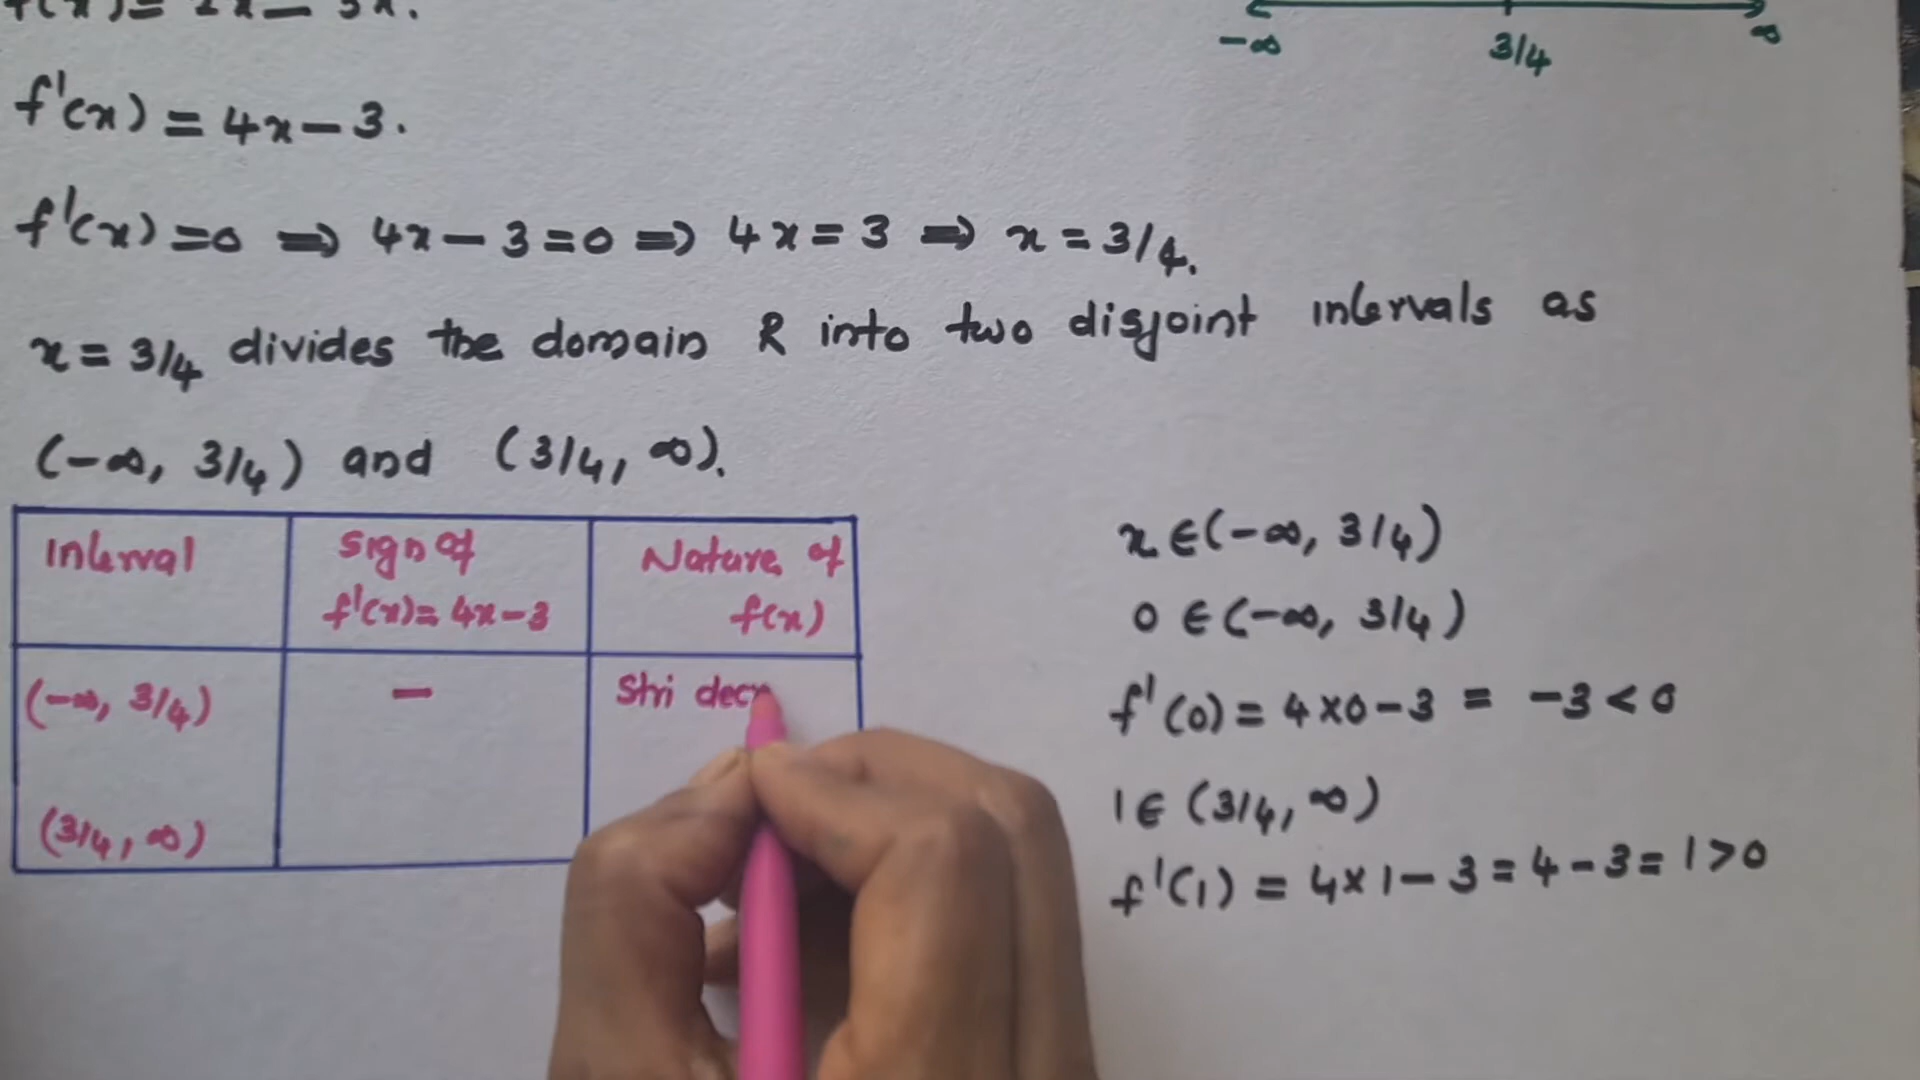 -∞ 3/4 ∞
f'(x) = 4x - 3.
f'(x) = 0 ⇒ 4x - 3 = 0 ⇒ 4x = 3 ⇒ x = 3/4.
x = 3/4 divides the domain R into two disjoint intervals as
(-∞, 3/4) and (3/4, ∞).
Interval
Sign of
f'(x) = 4x - 3
Nature of
f(x)
(-∞, 3/4)
-
Stri decr
(3/4, ∞)
x ∈ (-∞, 3/4)
0 ∈ (-∞, 3/4)
f'(0) = 4×0 - 3 = -3 < 0
1 ∈ (3/4, ∞)
f'(1) = 4×1 - 3 = 4 - 3 = 1 > 0